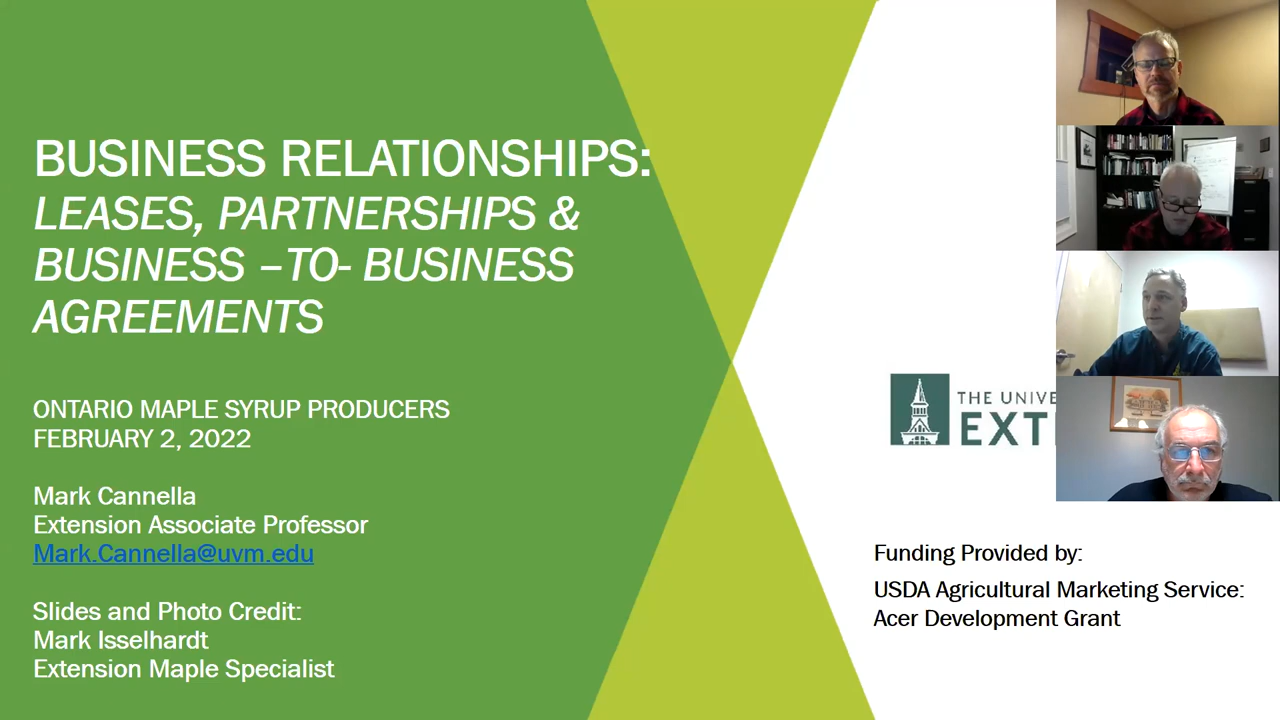 BUSINESS RELATIONSHIPS:
LEASES, PARTNERSHIPS &
BUSINESS –TO- BUSINESS
AGREEMENTS
ONTARIO MAPLE SYRUP PRODUCERS
FEBRUARY 2, 2022
Mark Cannella
Extension Associate Professor
Mark.Cannella@uvm.edu
Slides and Photo Credit:
Mark Isselhardt
Extension Maple Specialist
THE UNIVE
EXT
Funding Provided by:
USDA Agricultural Marketing Service:
Acer Development Grant